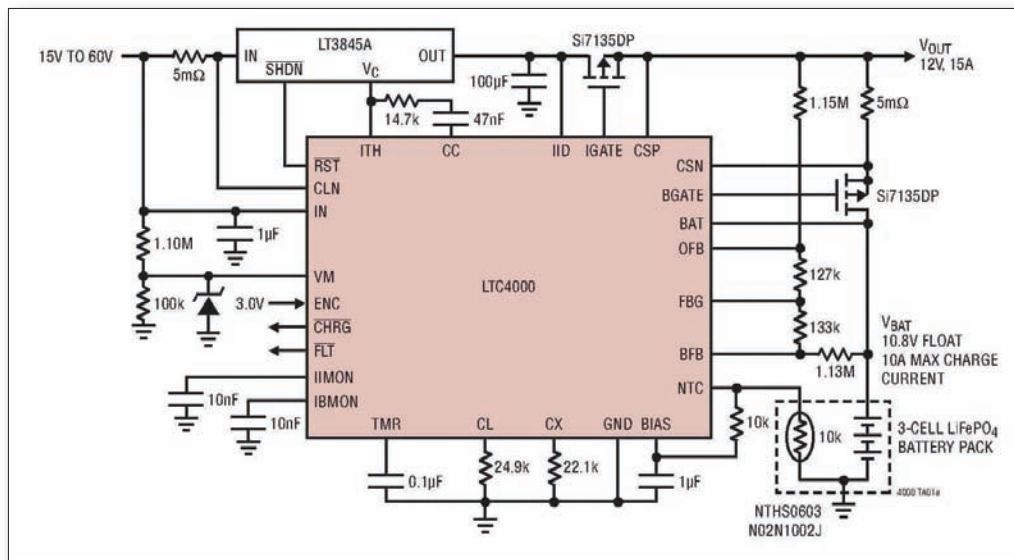 15V TO 60V
5mΩ
IN
LT3845A
OUT
SHDN
VC
Si7135DP
VOUT
12V, 15A
100µF
14.7k
47nF
1.15M
5mΩ
ITH
CC
IID
IGATE
CSP
RST
CLN
IN
1µF
1.10M
VM
100k
3.0V
ENC
CHRG
FLT
IIMON
10nF
IBMON
10nF
LTC4000
CSN
BGATE
BAT
OFB
FBG
BFB
NTC
Si7135DP
127k
133k
1.13M
VBAT
10.8V FLOAT
10A MAX CHARGE
CURRENT
TMR
CL
CX
GND
BIAS
10k
0.1µF
24.9k
22.1k
1µF
10k
3-CELL LiFePO4
BATTERY PACK
4000 TA01a
NTHS0603
N02N1002J